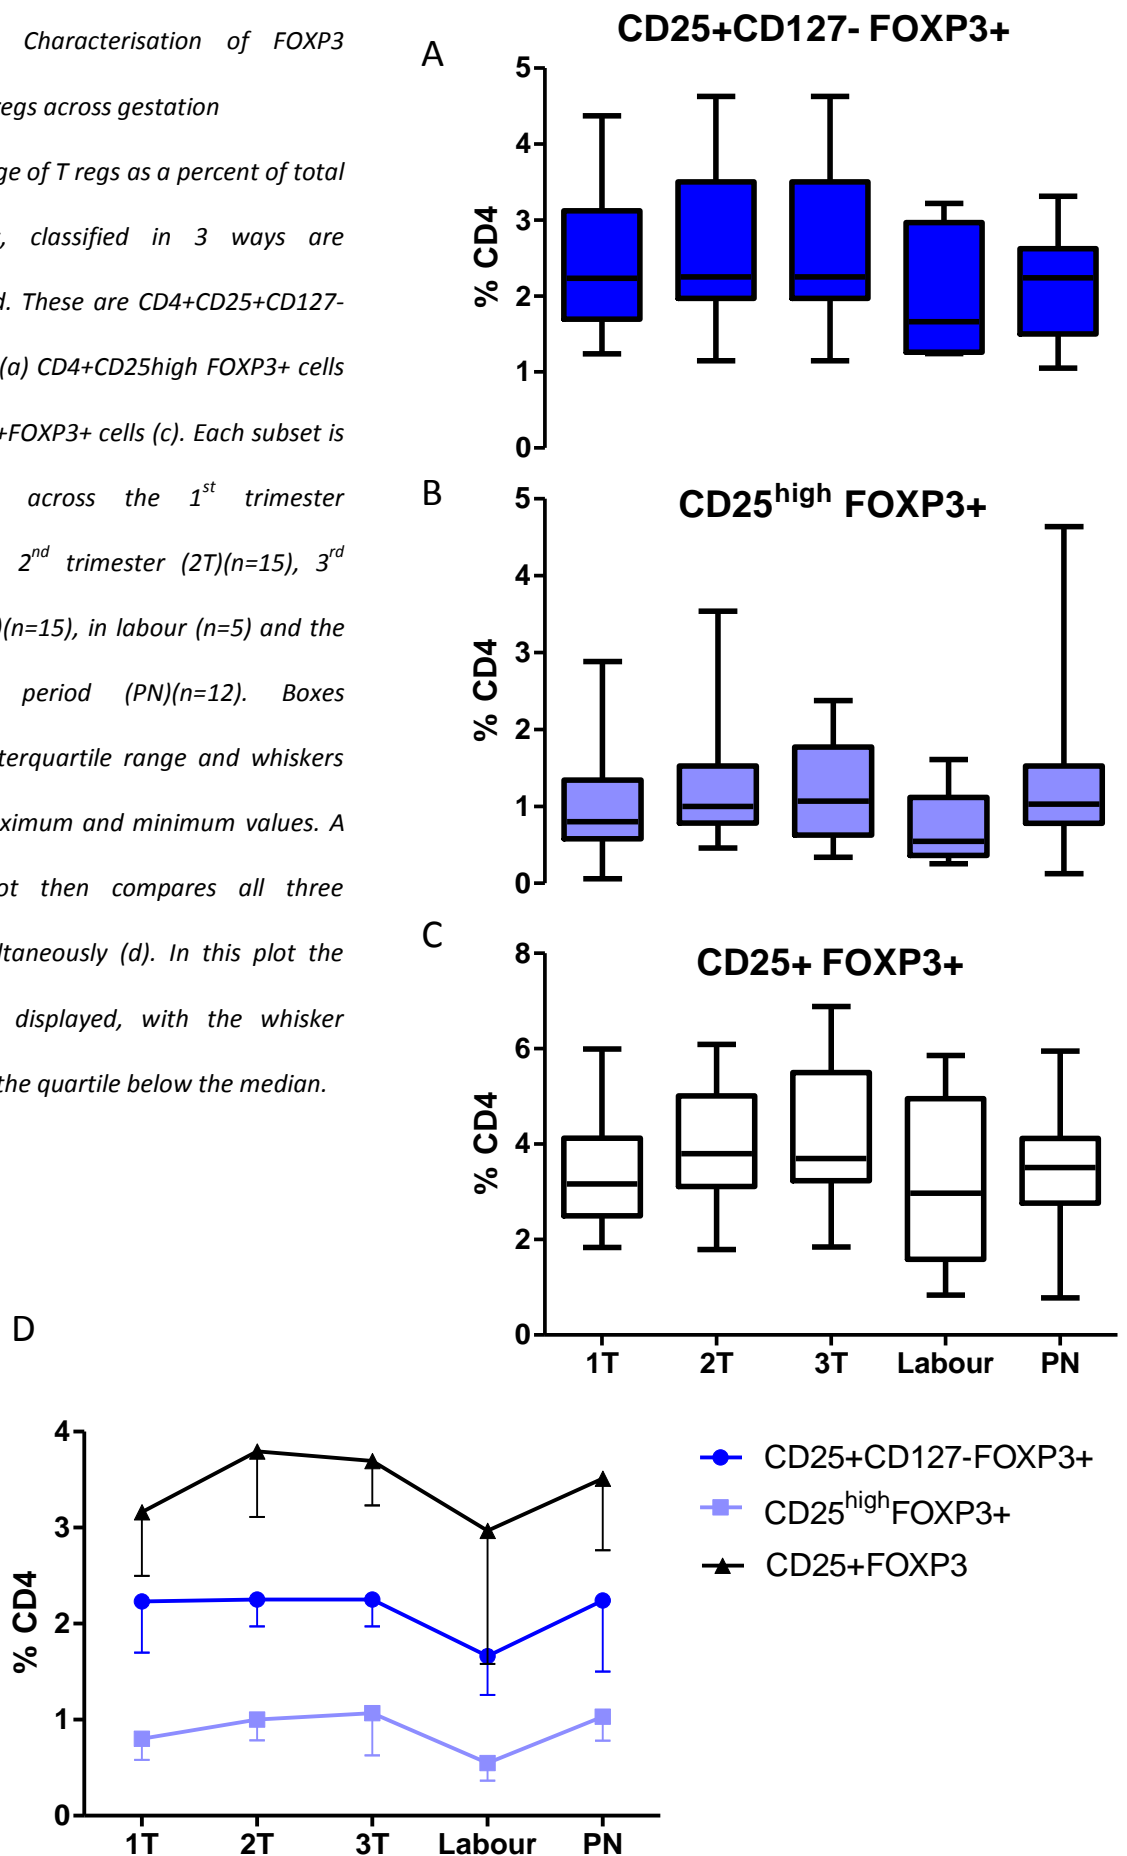 Characterisation of FOXP3
regs across gestation
ge of T regs as a percent of total
, classified in 3 ways are
d. These are CD4+CD25+CD127-
(a) CD4+CD25high FOXP3+ cells
+FOXP3+ cells (c). Each subset is
across the 1st trimester
2nd trimester (2T)(n=15), 3rd
)(n=15), in labour (n=5) and the
period (PN)(n=12). Boxes
terquartile range and whiskers
ximum and minimum values. A
ot then compares all three
ltaneously (d). In this plot the
displayed, with the whisker
the quartile below the median.
A
CD25+CD127- FOXP3+
% CD4
5
4
3
2
1
0
B
CD25high FOXP3+
% CD4
5
4
3
2
1
0
C
CD25+ FOXP3+
% CD4
8
6
4
2
0
1T 2T 3T Labour PN
D
% CD4
4
3
2
1
0
1T 2T 3T Labour PN
CD25+CD127-FOXP3+
CD25highFOXP3+
CD25+FOXP3